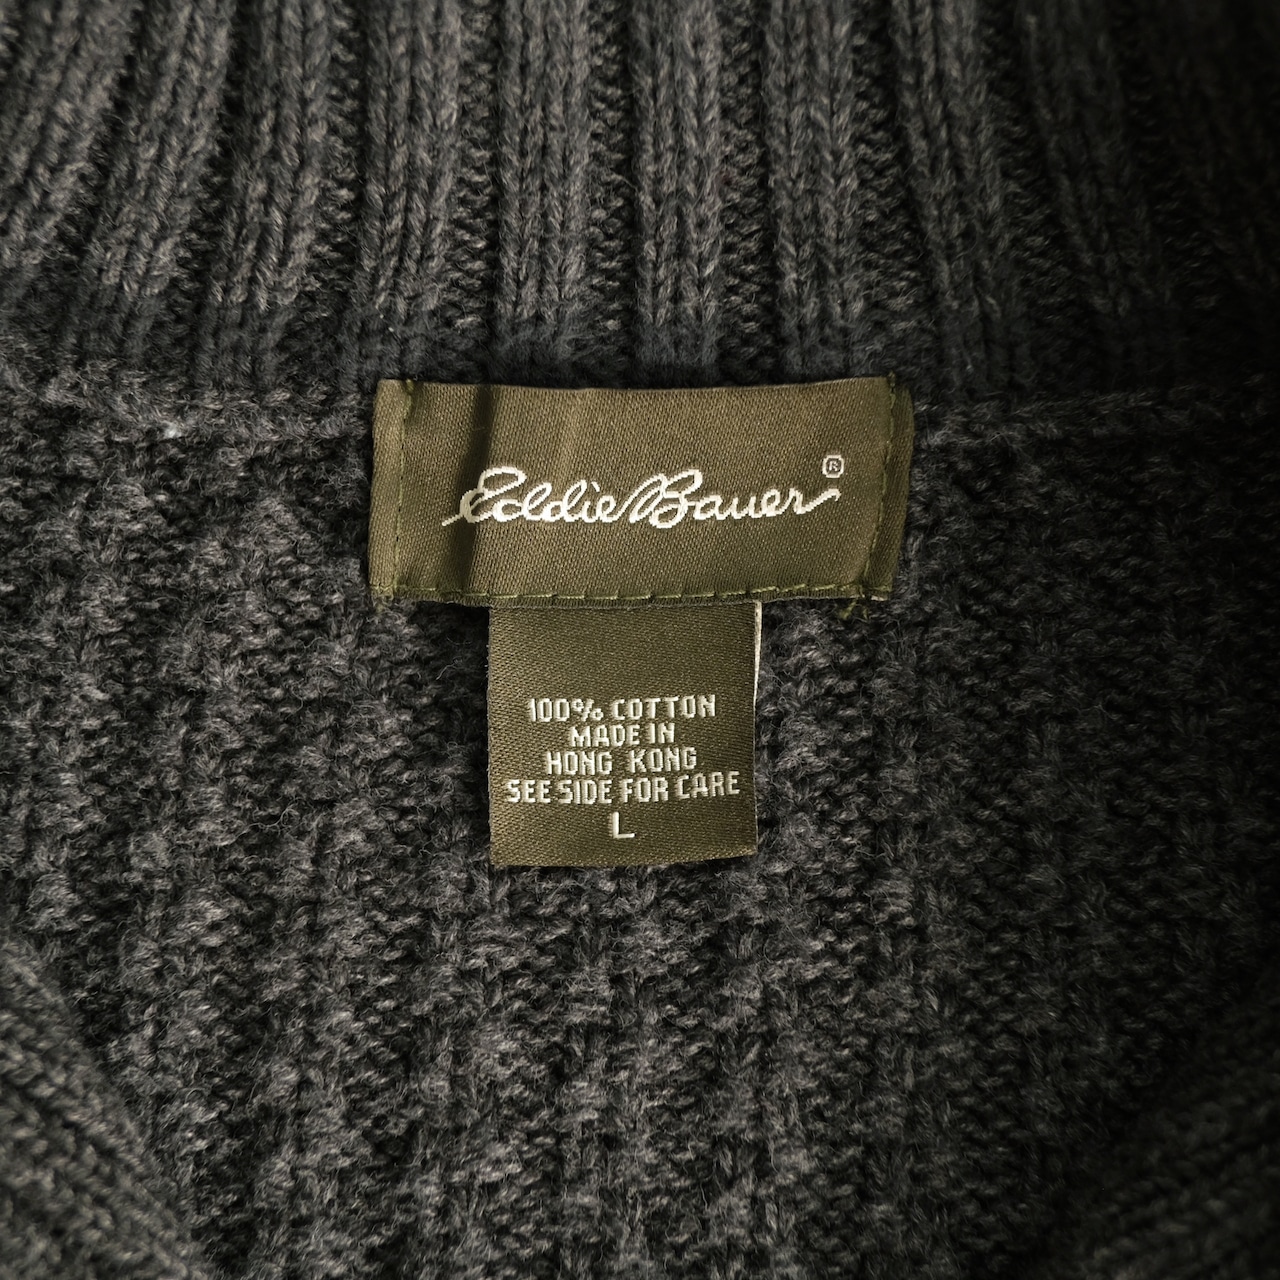 Eddie Bauer®
100% COTTON
MADE IN
HONG KONG
SEE SIDE FOR CARE
L